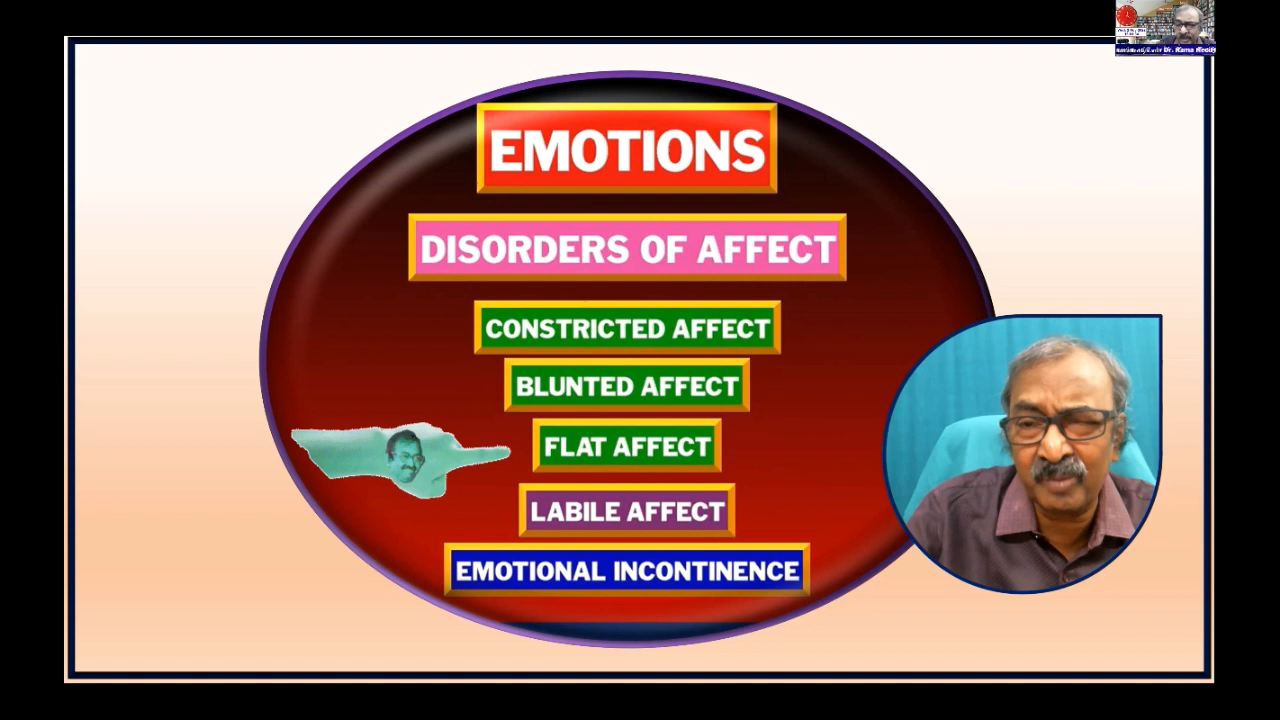 EMOTIONS
DISORDERS OF AFFECT
CONSTRICTED AFFECT
BLUNTED AFFECT
FLAT AFFECT
LABILE AFFECT
EMOTIONAL INCONTINENCE